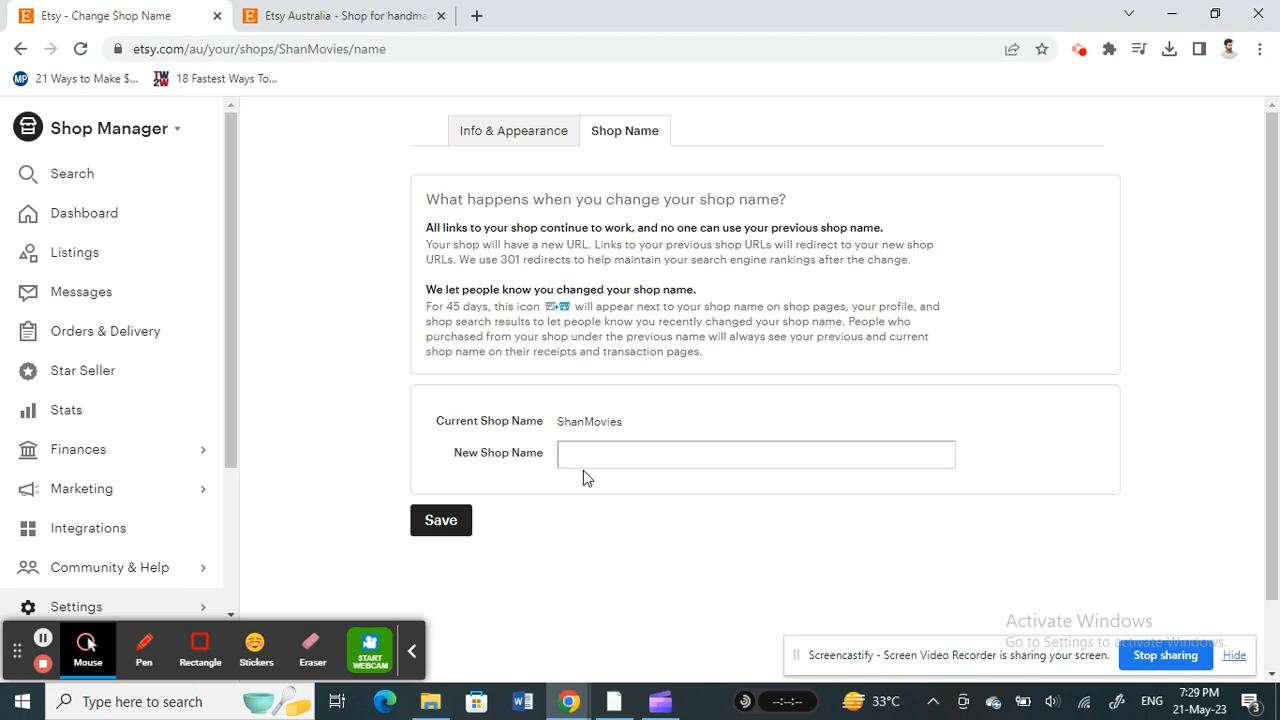 Etsy - Change Shop Name
Etsy Australia - Shop for handma
etsy.com/au/your/shops/ShanMovies/name
MP 21 Ways to Make $...
TW 2W 18 Fastest Ways To...
Shop Manager
Search
Dashboard
Listings
Messages
Orders & Delivery
Star Seller
Stats
Finances
Marketing
Integrations
Community & Help
Settings
Info & Appearance
Shop Name
What happens when you change your shop name?
All links to your shop continue to work, and no one can use your previous shop name.
Your shop will have a new URL. Links to your previous shop URLs will redirect to your new shop
URLs. We use 301 redirects to help maintain your search engine rankings after the change.
We let people know you changed your shop name.
For 45 days, this icon will appear next to your shop name on shop pages, your profile, and
shop search results to let people know you recently changed your shop name. People who
purchased from your shop under the previous name will always see your previous and current
shop name on their receipts and transaction pages.
Current Shop Name ShanMovies
New Shop Name
Save
Activate Windows
Go to Settings to activate Windows.
Screencastify - Screen Video Recorder is sharing your screen.
Stop sharing
Hide
Mouse
Pen
Rectangle
Stickers
Eraser
START
WEBCAM
Type here to search
--:--:--
33°C
ENG
7:29 PM
21-May-23
3